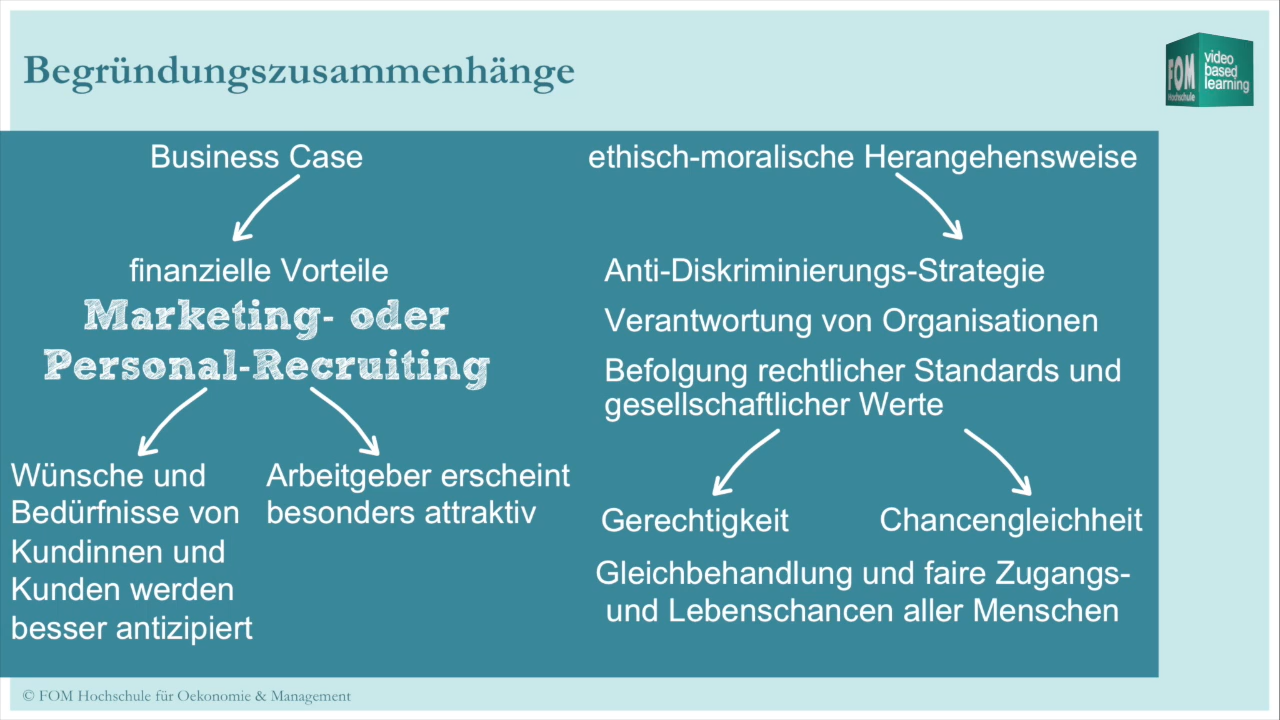 Begründungszusammenhänge
FOM
Hochschule
video
based
learning
Business Case
finanzielle Vorteile
Marketing- oder
Personal-Recruiting
Wünsche und
Bedürfnisse von
Kundinnen und
Kunden werden
besser antizipiert
Arbeitgeber erscheint
besonders attraktiv
ethisch-moralische Herangehensweise
Anti-Diskriminierungs-Strategie
Verantwortung von Organisationen
Befolgung rechtlicher Standards und
gesellschaftlicher Werte
Gerechtigkeit
Chancengleichheit
Gleichbehandlung und faire Zugangs-
und Lebenschancen aller Menschen
© FOM Hochschule für Oekonomie & Management